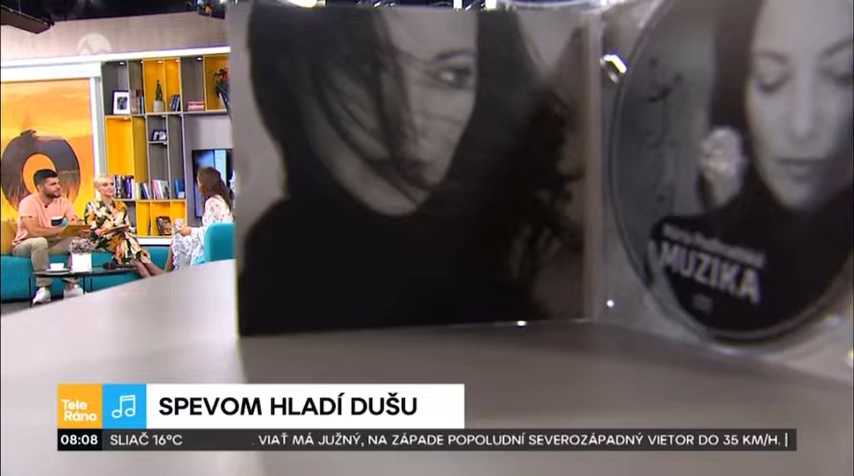 MUZIKA
Tele
Ráno
SPEVOM HLADÍ DUŠU
08:08 SLIAČ 16°C . VIAŤ MÁ JUŽNÝ, NA ZÁPADE POPOLUDNÍ SEVEROZÁPADNÝ VIETOR DO 35 KM/H. |